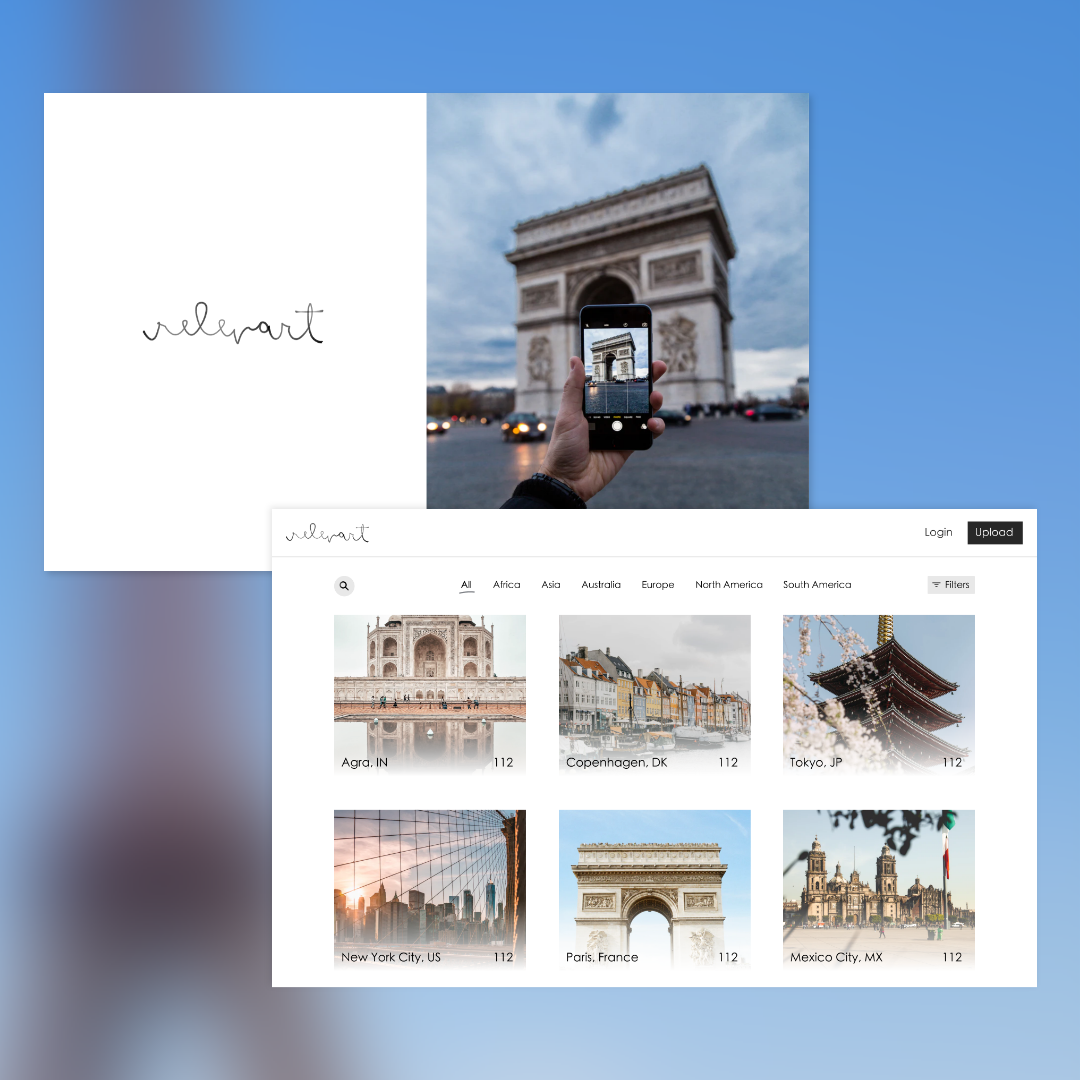 relevart
relevart
Login
Upload
All
Africa
Asia
Australia
Europe
North America
South America
Filters
Agra, IN
112
Copenhagen, DK
112
Tokyo, JP
112
New York City, US
112
Paris, France
112
Mexico City, MX
112